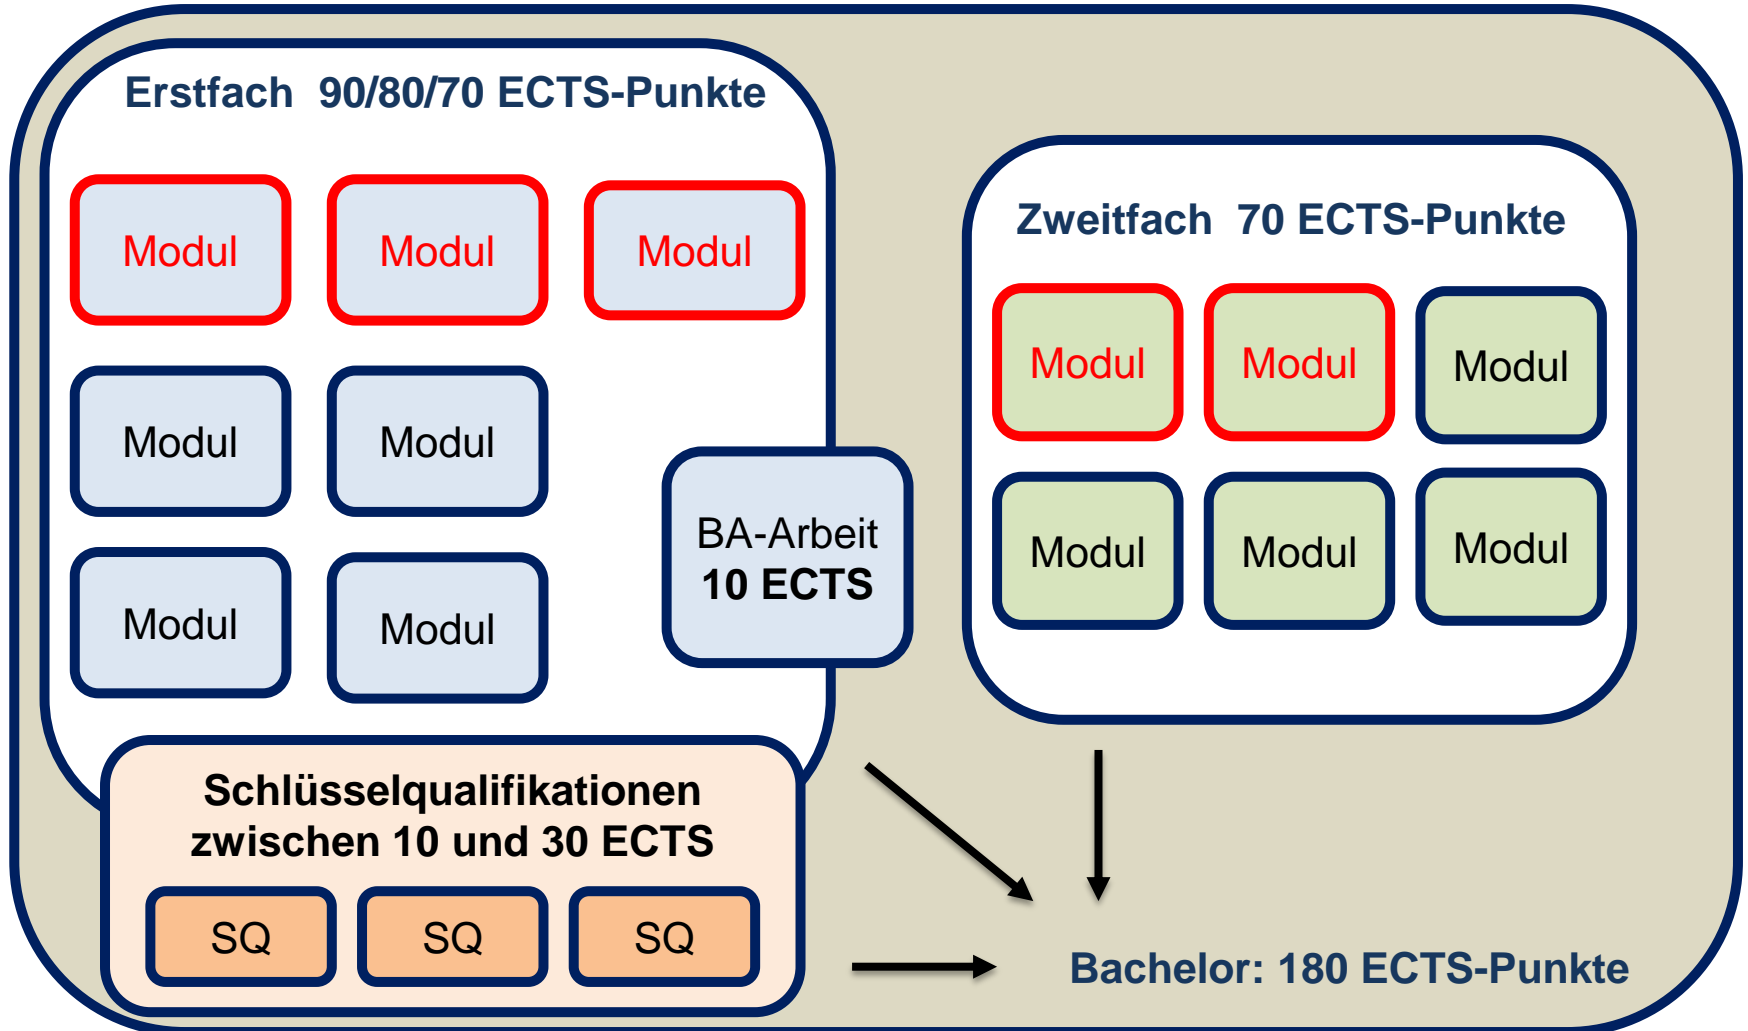 Erstfach 90/80/70 ECTS-Punkte
Modul Modul Modul
Modul Modul
Modul Modul
BA-Arbeit
10 ECTS
Schlüsselqualifikationen
zwischen 10 und 30 ECTS
SQ SQ SQ
Zweitfach 70 ECTS-Punkte
Modul Modul Modul
Modul Modul Modul
Bachelor: 180 ECTS-Punkte